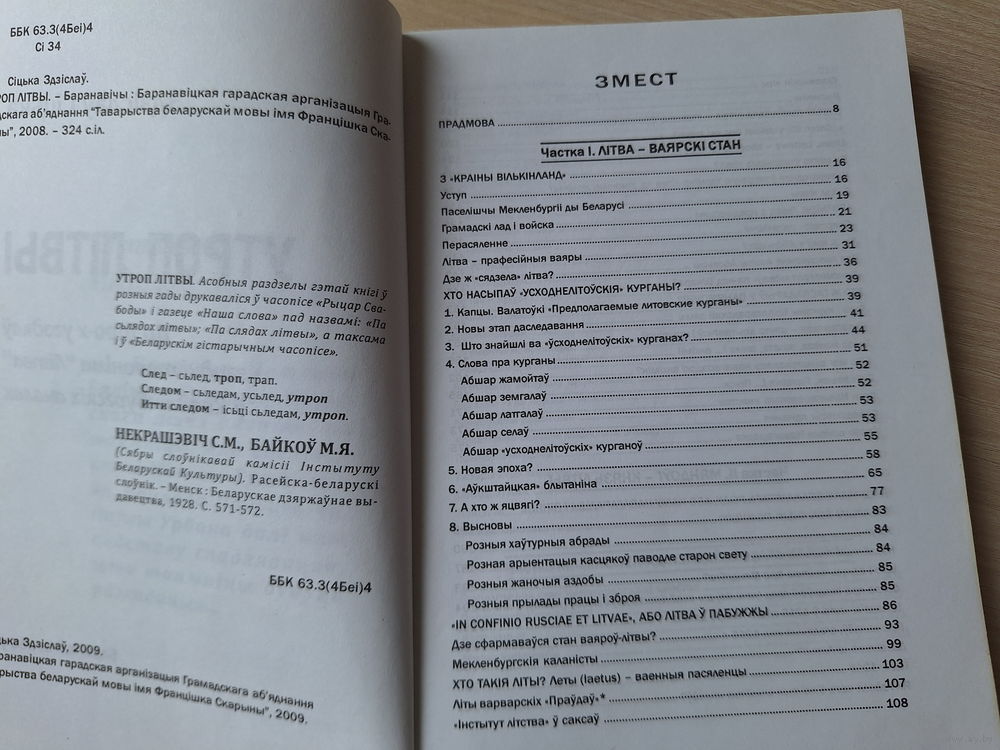 ББК 63.3(4Беі)4
Сі 34
Сіцька Здзіслаў.
ЛІТВЫ. – Баранавічы : Баранавіцкая гарадская арганізацыя
аб'яднання "Таварыства беларускай мовы імя Францішка
2008. – 324 с.іл.
УТРОП ЛІТВЫ. Асобныя раздзелы гэтай кнігі ў
розныя гады друкаваліся ў часопісе «Рыцар Сва-
боды» і газеце «Наша слова» пад назвамі: «Па
сьлядох літвы»; «Па слядах літвы», а таксама
і ў «Беларускім гістарычным часопісе».
След – сьлед, троп, трап.
Следом – сьледам, усьлед, утроп
Итти следом – ісьці сьледам, утроп.
НЕКРАШЭВІЧ С.М., БАЙКОЎ М.Я.
(Сябры слоўнікавай камісіі Інстытуту
Беларускай Культуры). Расейска-беларускі
слоўнік. – Менск : Беларускае дзяржаўнае вы-
давецтва, 1928. С. 571-572.
ББК 63.3(4Беі)4
Здзіслаў, 2009.
гарадская арганізацыя Грамадскага аб'яднання
беларускай мовы імя Францішка Скарыны", 2009.
ЗМЕСТ
ПРАДМОВА 8
Частка І. ЛІТВА – ВАЯРСКІ СТАН
З «КРАІНЫ ВІЛЬКІНЛАНД» 16
Уступ 16
Паселішчы Мекленбургіі ды Беларусі 19
Грамадскі лад і войска 21
Перасяленне 23
Літва – прафесійныя ваяры 31
Дзе ж «сядзела» літва? 36
ХТО НАСЫПАЎ «УСХОДНЕЛІТОЎСКІЯ» КУРГАНЫ? 39
1. Капцы. Валатоўкі «Предполагаемые литовские курганы» 39
2. Новы этап даследавання 41
3. Што знайшлі ва «ўсходнелітоўскіх» курганах? 44
4. Слова пра курганы 51
Абшар жамойтаў 52
Абшар земгалаў 52
Абшар латгалаў 53
Абшар селаў 53
Абшар «усходнелітоўскіх» курганоў 55
5. Новая эпоха? 58
6. «Аўкштайцкая» блытаніна 65
7. А хто ж яцвягі? 77
8. Высновы 83
Розныя хаўтурныя абрады 84
Розная арыентацыя касцякоў паводле старон свету 84
Розныя жаночыя аздобы 85
Розныя прылады працы і зброя 85
«IN CONFINIO RUSCIAE ET LITVAE», АБО ЛІТВА Ў ПАБУЖЖЫ 86
Дзе сфармаваўся стан ваяроў-літвы? 93
Мекленбургскія каланісты 99
ХТО ТАКІЯ ЛІТЫ? Леты (laetus) – ваенныя пасяленцы 103
Літы варварскіх «Праўдаў»* 107
«Інстытут літства» ў саксаў 108